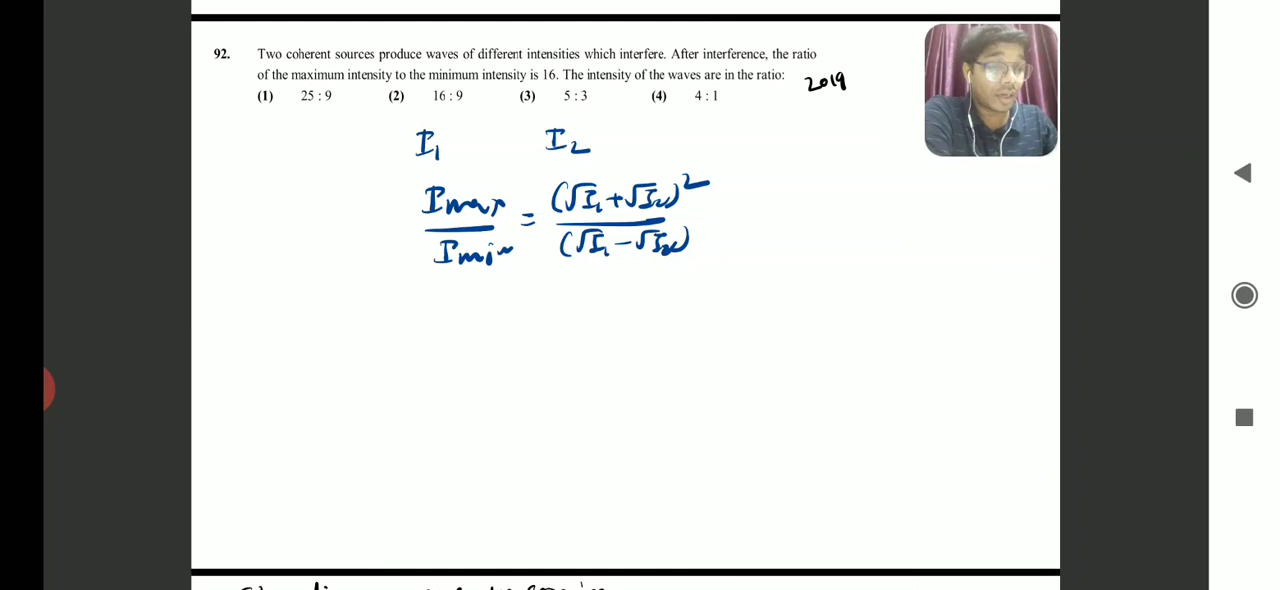 92. Two coherent sources produce waves of different intensities which interfere. After interference, the ratio
of the maximum intensity to the minimum intensity is 16. The intensity of the waves are in the ratio:
2019
(1) 25 : 9 (2) 16 : 9 (3) 5 : 3 (4) 4 : 1
I₁ I₂
Imax / Imin = (√I₁ + √I₂)² / (√I₁ − √I₂)